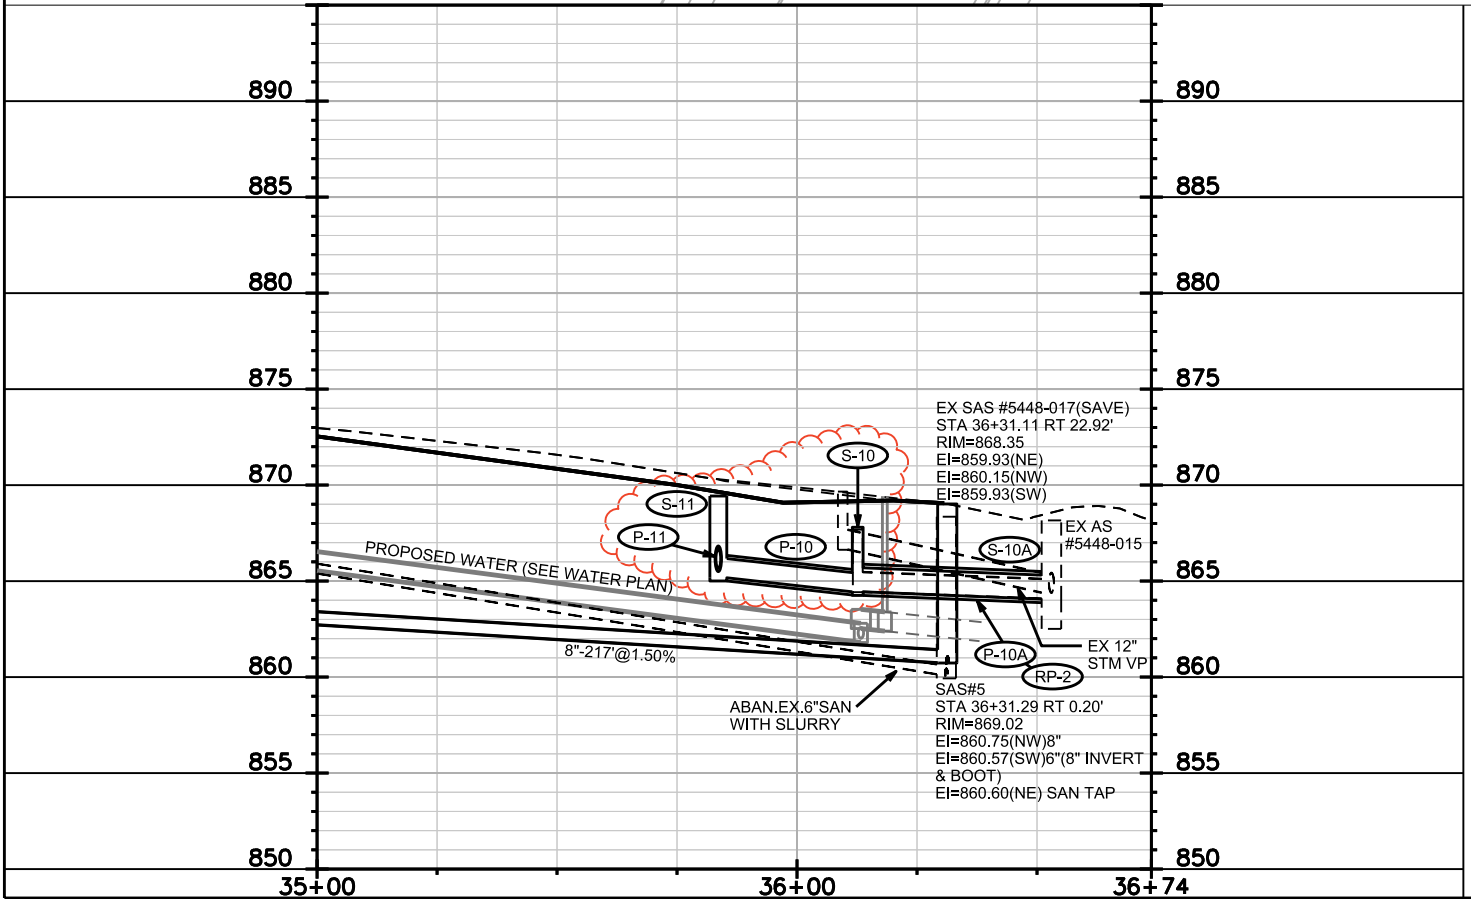 890
890
885
885
880
880
875
875
EX SAS #5448-017(SAVE)
STA 36+31.11 RT 22.92'
RIM=868.35
EI=859.93(NE)
EI=860.15(NW)
EI=859.93(SW)
S-10
870
870
S-11
EX AS
#5448-015
P-11
P-10
S-10A
PROPOSED WATER (SEE WATER PLAN)
865
865
8"-217'@1.50%
P-10A
EX 12"
STM VP
RP-2
860
860
ABAN.EX.6"SAN
WITH SLURRY
SAS#5
STA 36+31.29 RT 0.20'
RIM=869.02
EI=860.75(NW)8"
EI=860.57(SW)6"(8" INVERT
& BOOT)
EI=860.60(NE) SAN TAP
855
855
850
850
35+00
36+00
36+74